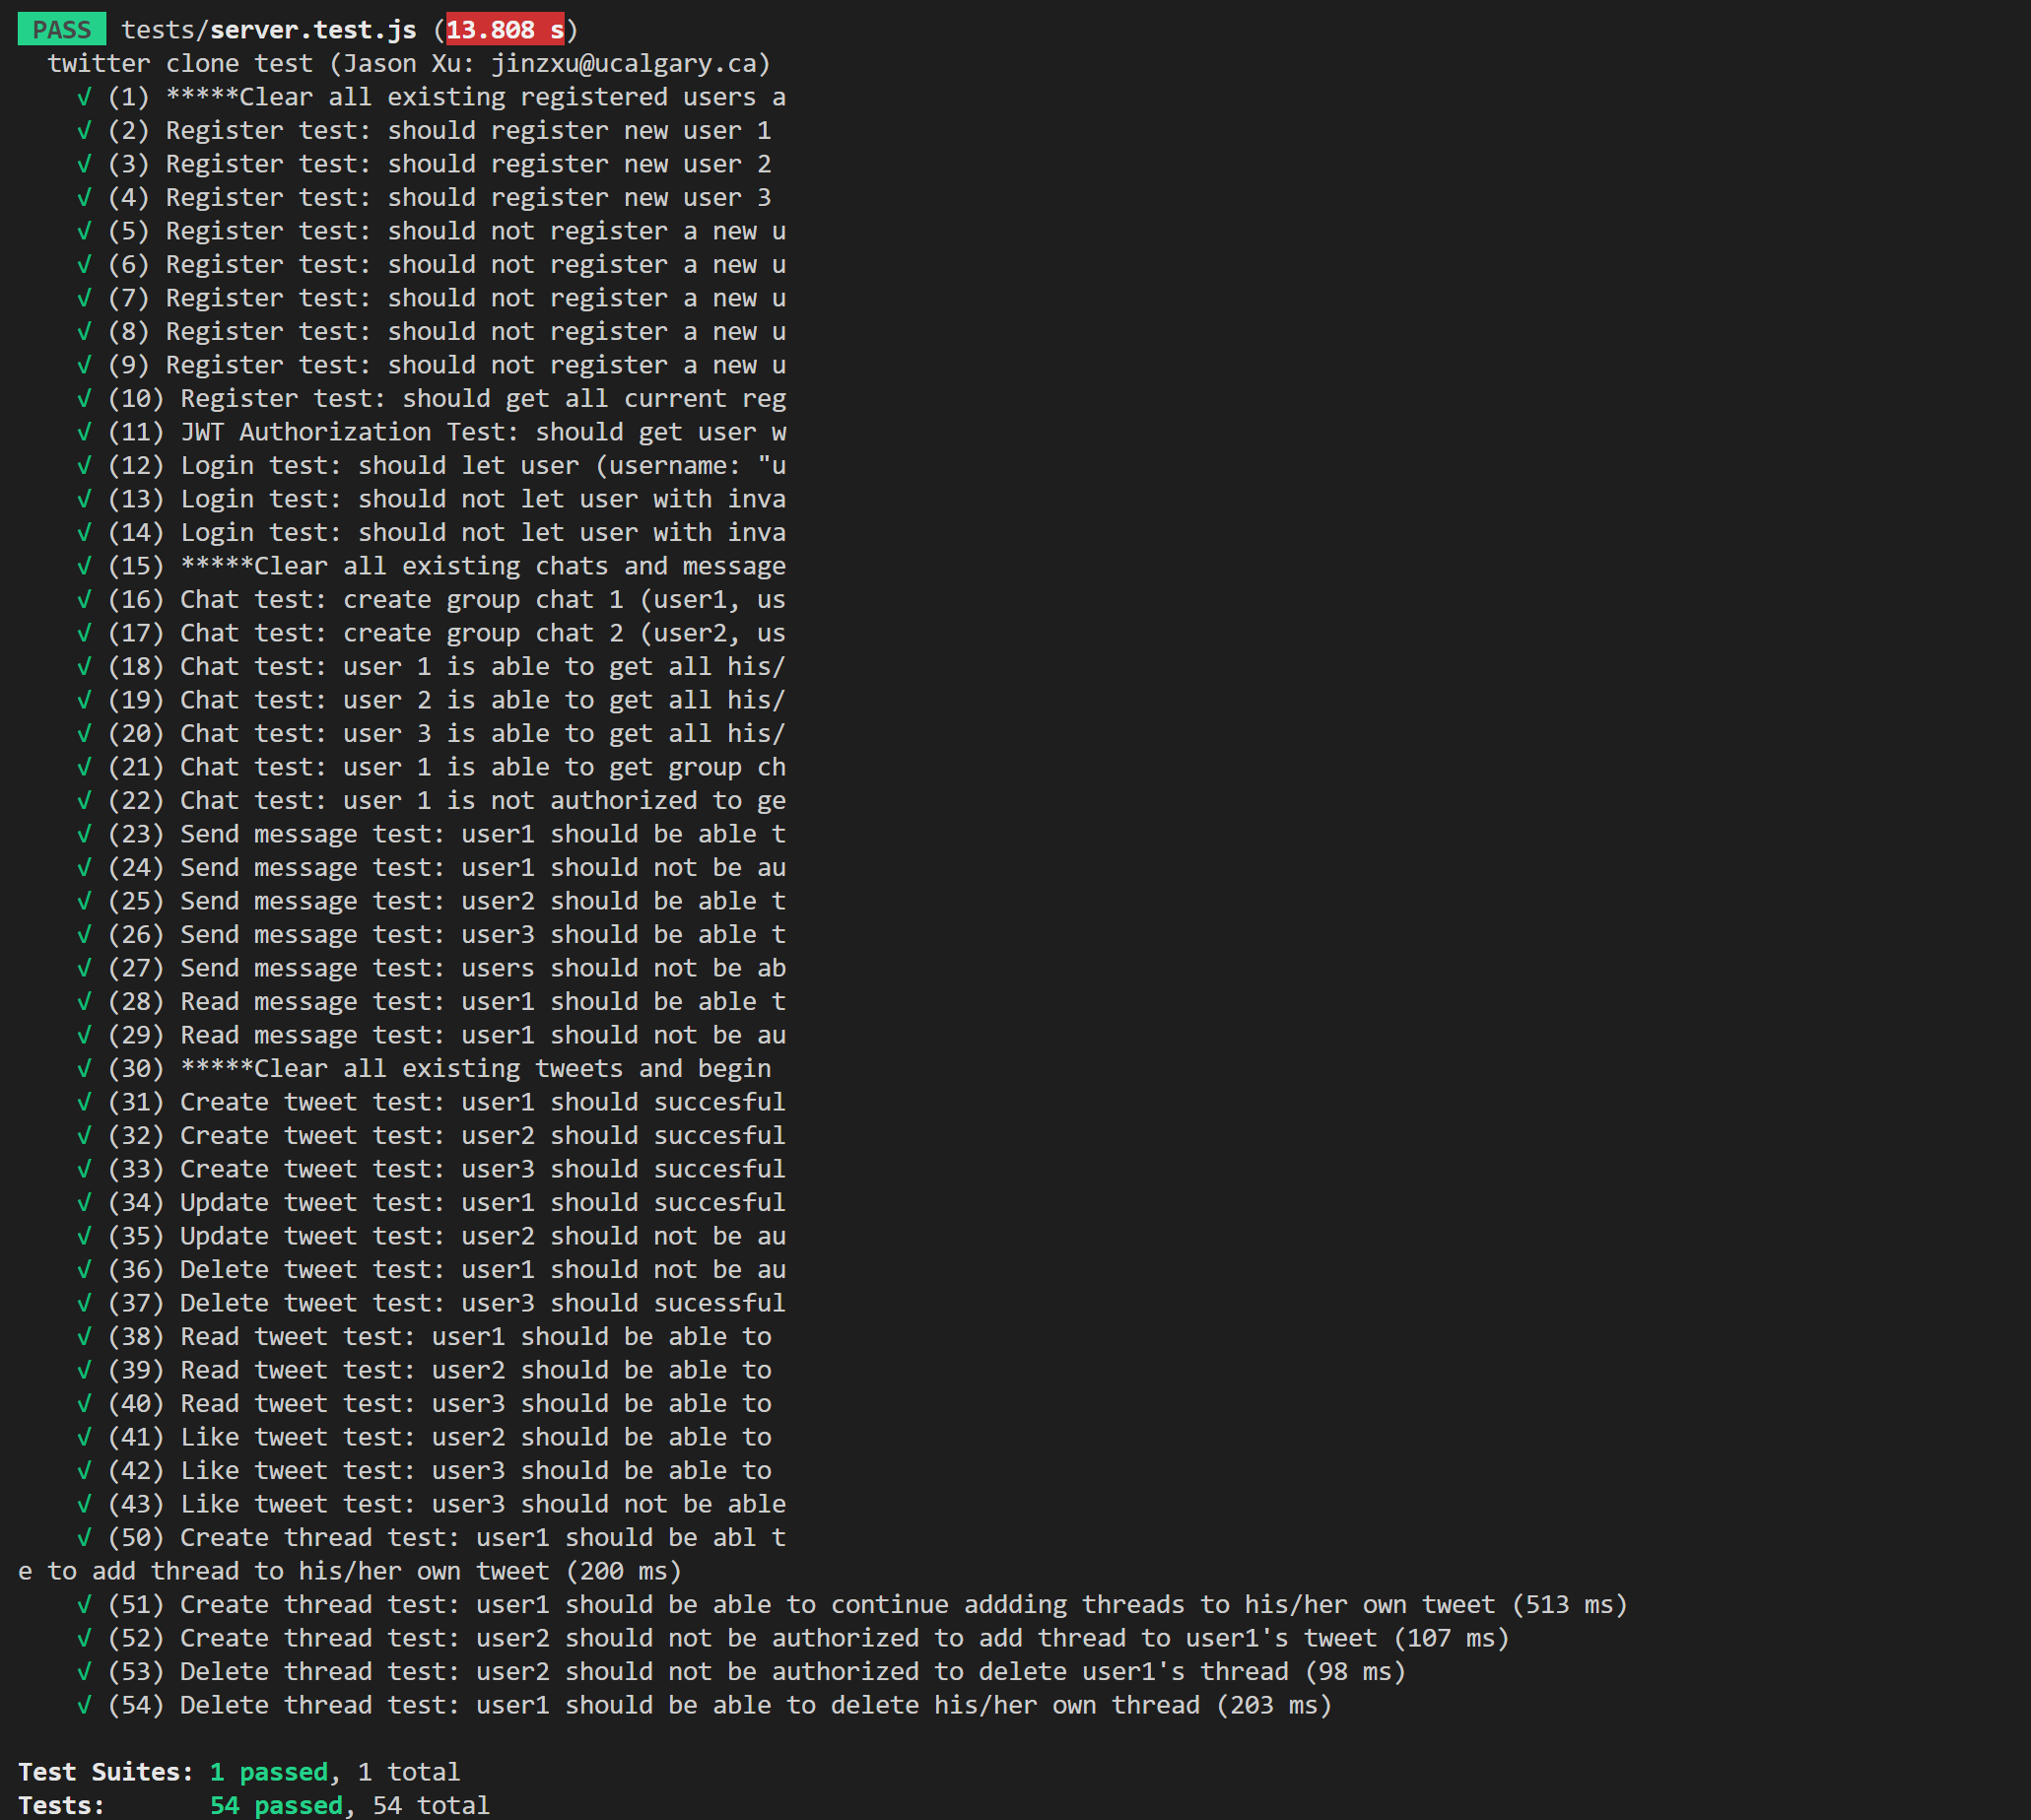 PASS tests/server.test.js (13.808 s)
twitter clone test (Jason Xu: jinzxu@ucalgary.ca)
√ (1) *****Clear all existing registered users a
√ (2) Register test: should register new user 1
√ (3) Register test: should register new user 2
√ (4) Register test: should register new user 3
√ (5) Register test: should not register a new u
√ (6) Register test: should not register a new u
√ (7) Register test: should not register a new u
√ (8) Register test: should not register a new u
√ (9) Register test: should not register a new u
√ (10) Register test: should get all current reg
√ (11) JWT Authorization Test: should get user w
√ (12) Login test: should let user (username: "u
√ (13) Login test: should not let user with inva
√ (14) Login test: should not let user with inva
√ (15) *****Clear all existing chats and message
√ (16) Chat test: create group chat 1 (user1, us
√ (17) Chat test: create group chat 2 (user2, us
√ (18) Chat test: user 1 is able to get all his/
√ (19) Chat test: user 2 is able to get all his/
√ (20) Chat test: user 3 is able to get all his/
√ (21) Chat test: user 1 is able to get group ch
√ (22) Chat test: user 1 is not authorized to ge
√ (23) Send message test: user1 should be able t
√ (24) Send message test: user1 should not be au
√ (25) Send message test: user2 should be able t
√ (26) Send message test: user3 should be able t
√ (27) Send message test: users should not be ab
√ (28) Read message test: user1 should be able t
√ (29) Read message test: user1 should not be au
√ (30) *****Clear all existing tweets and begin
√ (31) Create tweet test: user1 should succesful
√ (32) Create tweet test: user2 should succesful
√ (33) Create tweet test: user3 should succesful
√ (34) Update tweet test: user1 should succesful
√ (35) Update tweet test: user2 should not be au
√ (36) Delete tweet test: user1 should not be au
√ (37) Delete tweet test: user3 should sucessful
√ (38) Read tweet test: user1 should be able to
√ (39) Read tweet test: user2 should be able to
√ (40) Read tweet test: user3 should be able to
√ (41) Like tweet test: user2 should be able to
√ (42) Like tweet test: user3 should be able to
√ (43) Like tweet test: user3 should not be able
√ (50) Create thread test: user1 should be abl t
e to add thread to his/her own tweet (200 ms)
√ (51) Create thread test: user1 should be able to continue addding threads to his/her own tweet (513 ms)
√ (52) Create thread test: user2 should not be authorized to add thread to user1's tweet (107 ms)
√ (53) Delete thread test: user2 should not be authorized to delete user1's thread (98 ms)
√ (54) Delete thread test: user1 should be able to delete his/her own thread (203 ms)
Test Suites: 1 passed, 1 total
Tests: 54 passed, 54 total